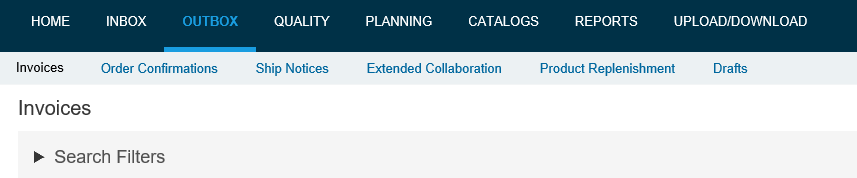 HOME INBOX OUTBOX QUALITY PLANNING CATALOGS REPORTS UPLOAD/DOWNLOAD
Invoices Order Confirmations Ship Notices Extended Collaboration Product Replenishment Drafts
Invoices
Search Filters